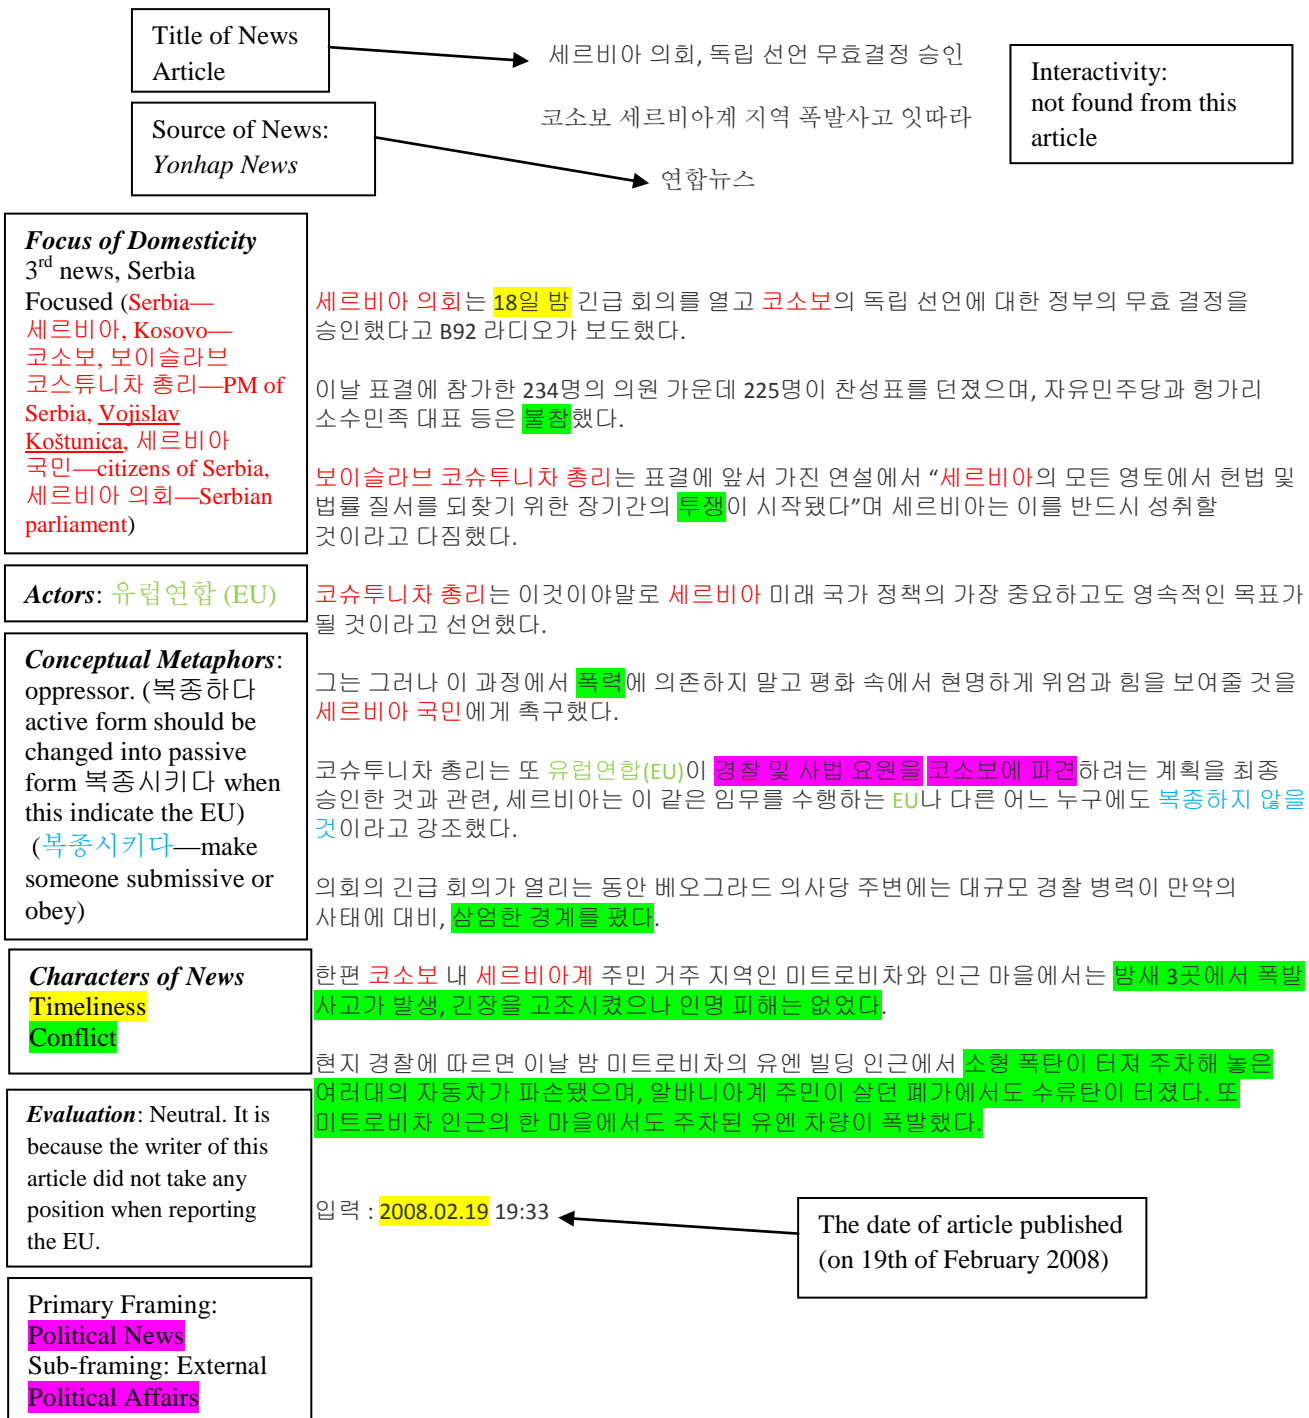 Title of News
Article
세르비아 의회, 독립 선언 무효결정 승인
Interactivity:
not found from this
article
코소보 세르비아계 지역 폭발사고 잇따라
Source of News:
Yonhap News
연합뉴스
Focus of Domesticity
3rd news, Serbia
Focused (Serbia—
세르비아, Kosovo—
코소보, 보이슬라브
코스튜니차 총리—PM of
Serbia, Vojislav
Koštunica, 세르비아
국민—citizens of Serbia,
세르비아 의회—Serbian
parliament)
세르비아 의회는 18일 밤 긴급 회의를 열고 코소보의 독립 선언에 대한 정부의 무효 결정을
승인했다고 B92 라디오가 보도했다.
이날 표결에 참가한 234명의 의원 가운데 225명이 찬성표를 던졌으며, 자유민주당과 헝가리
소수민족 대표 등은 불참했다.
보이슬라브 코슈투니차 총리는 표결에 앞서 가진 연설에서 “세르비아의 모든 영토에서 헌법 및
법률 질서를 되찾기 위한 장기간의 투쟁이 시작됐다”며 세르비아는 이를 반드시 성취할
것이라고 다짐했다.
Actors: 유럽연합 (EU)
코슈투니차 총리는 이것이야말로 세르비아 미래 국가 정책의 가장 중요하고도 영속적인 목표가
될 것이라고 선언했다.
Conceptual Metaphors:
oppressor. (복종하다
active form should be
changed into passive
form 복종시키다 when
this indicate the EU)
(복종시키다—make
someone submissive or
obey)
그는 그러나 이 과정에서 폭력에 의존하지 말고 평화 속에서 현명하게 위엄과 힘을 보여줄 것을
세르비아 국민에게 촉구했다.
코슈투니차 총리는 또 유럽연합(EU)이 경찰 및 사법 요원을 코소보에 파견하려는 계획을 최종
승인한 것과 관련, 세르비아는 이 같은 임무를 수행하는 EU나 다른 어느 누구에도 복종하지 않을
것이라고 강조했다.
의회의 긴급 회의가 열리는 동안 베오그라드 의사당 주변에는 대규모 경찰 병력이 만약의
사태에 대비, 삼엄한 경계를 폈다.
Characters of News
Timeliness
Conflict
한편 코소보 내 세르비아계 주민 거주 지역인 미트로비차와 인근 마을에서는 밤새 3곳에서 폭발
사고가 발생, 긴장을 고조시켰으나 인명 피해는 없었다.
현지 경찰에 따르면 이날 밤 미트로비차의 유엔 빌딩 인근에서 소형 폭탄이 터져 주차해 놓은
여러대의 자동차가 파손됐으며, 알바니아계 주민이 살던 폐가에서도 수류탄이 터졌다. 또
미트로비차 인근의 한 마을에서도 주차된 유엔 차량이 폭발했다.
Evaluation: Neutral. It is
because the writer of this
article did not take any
position when reporting
the EU.
입력 : 2008.02.19 19:33
The date of article published
(on 19th of February 2008)
Primary Framing:
Political News
Sub-framing: External
Political Affairs